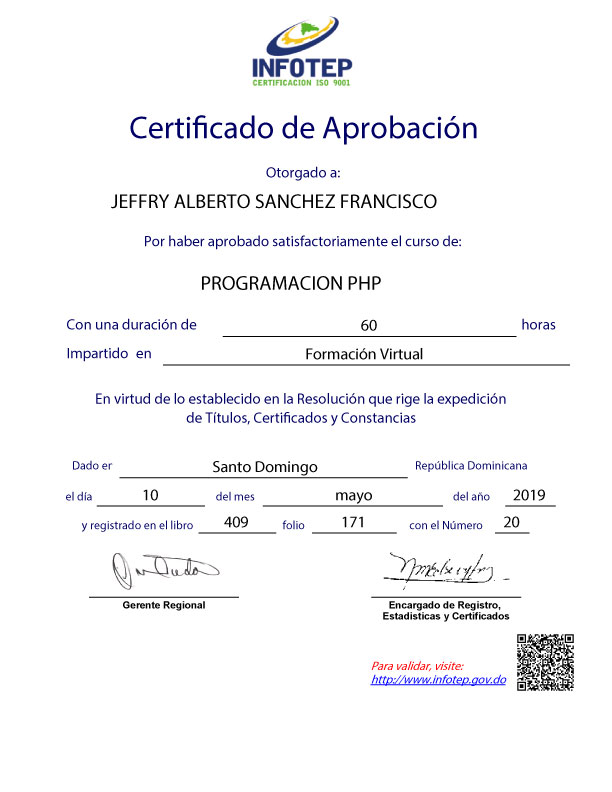 INFOTEP
CERTIFICACION ISO 9001
Certificado de Aprobación
Otorgado a:
JEFFRY ALBERTO SANCHEZ FRANCISCO
Por haber aprobado satisfactoriamente el curso de:
PROGRAMACION PHP
Con una duración de 60 horas
Impartido en Formación Virtual
En virtud de lo establecido en la Resolución que rige la expedición
de Títulos, Certificados y Constancias
Dado er Santo Domingo República Dominicana
el día 10 del mes mayo del año 2019
y registrado en el libro 409 folio 171 con el Número 20
Gerente Regional
Encargado de Registro,
Estadisticas y Certificados
Para validar, visite:
http://www.infotep.gov.do